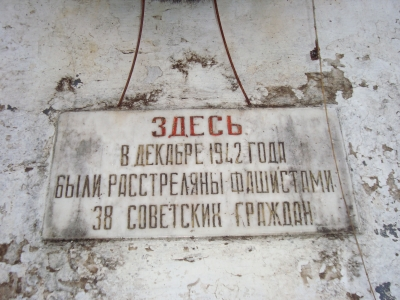 ЗДЕСЬ
В ДЕКАБРЕ 1942 ГОДА
БЫЛИ РАССТРЕЛЯНЫ ФАШИСТАМИ
38 СОВЕТСКИХ ГРАЖДАН